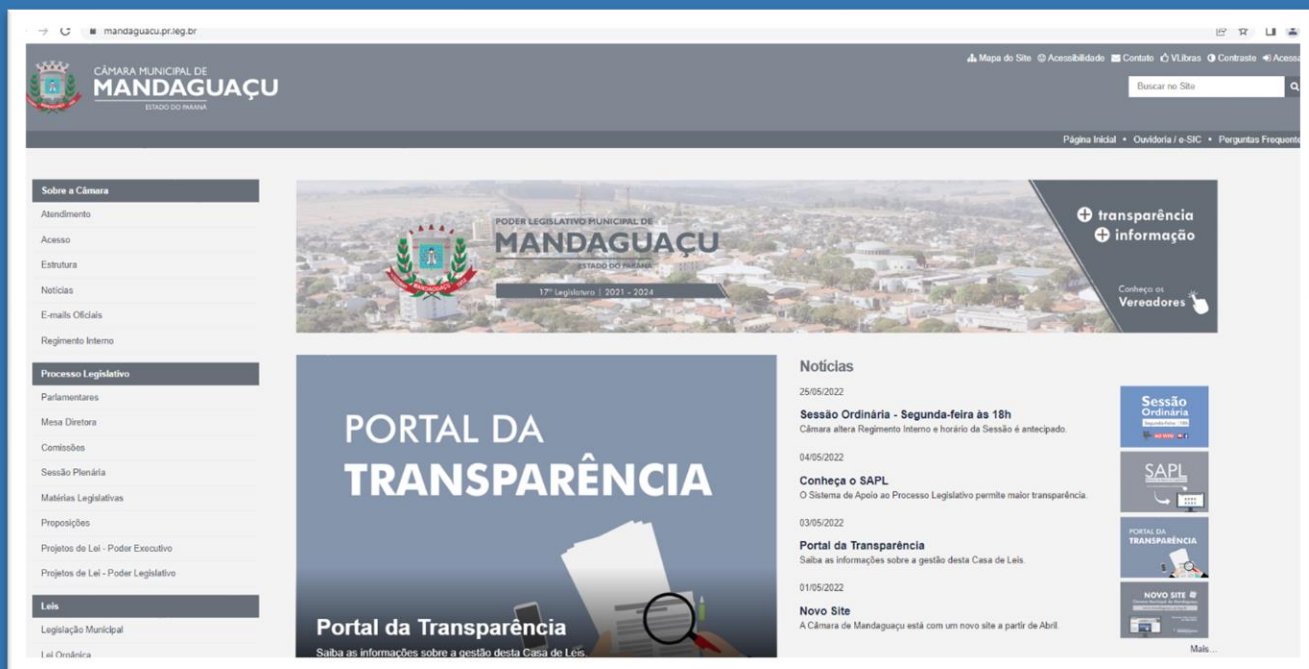 mandaguacu.pr.leg.br
Mapa do Site Acessibilidade Contato VLibras Contraste Acessa
CÂMARA MUNICIPAL DE
MANDAGUAÇU
ESTADO DO PARANÁ
Buscar no Site
Página Inicial • Ouvidoria / e-SIC • Perguntas Frequente
Sobre a Câmara
Atendimento
Acesso
Estrutura
Notícias
E-mails Oficiais
Regimento Interno
Processo Legislativo
Parlamentares
Mesa Diretora
Comissões
Sessão Plenária
Matérias Legislativas
Proposições
Projetos de Lei - Poder Executivo
Projetos de Lei - Poder Legislativo
Leis
Legislação Municipal
Lei Orgânica
PODER LEGISLATIVO MUNICIPAL DE
MANDAGUAÇU
ESTADO DO PARANÁ
17ª Legislatura | 2021 - 2024
transparência
informação
Conheça os
Vereadores
PORTAL DA
TRANSPARÊNCIA
Portal da Transparência
Saiba as informações sobre a gestão desta Casa de Leis.
Notícias
25/05/2022
Sessão Ordinária - Segunda-feira às 18h
Câmara altera Regimento Interno e horário da Sessão é antecipado.
04/05/2022
Conheça o SAPL
O Sistema de Apoio ao Processo Legislativo permite maior transparência.
03/05/2022
Portal da Transparência
Saiba as informações sobre a gestão desta Casa de Leis.
01/05/2022
Novo Site
A Câmara de Mandaguaçu está com um novo site a partir de Abril.
Sessão
Ordinária
Segunda-feira | 18h
AO VIVO
SAPL
PORTAL DA
TRANSPARÊNCIA
NOVO SITE
Mais...